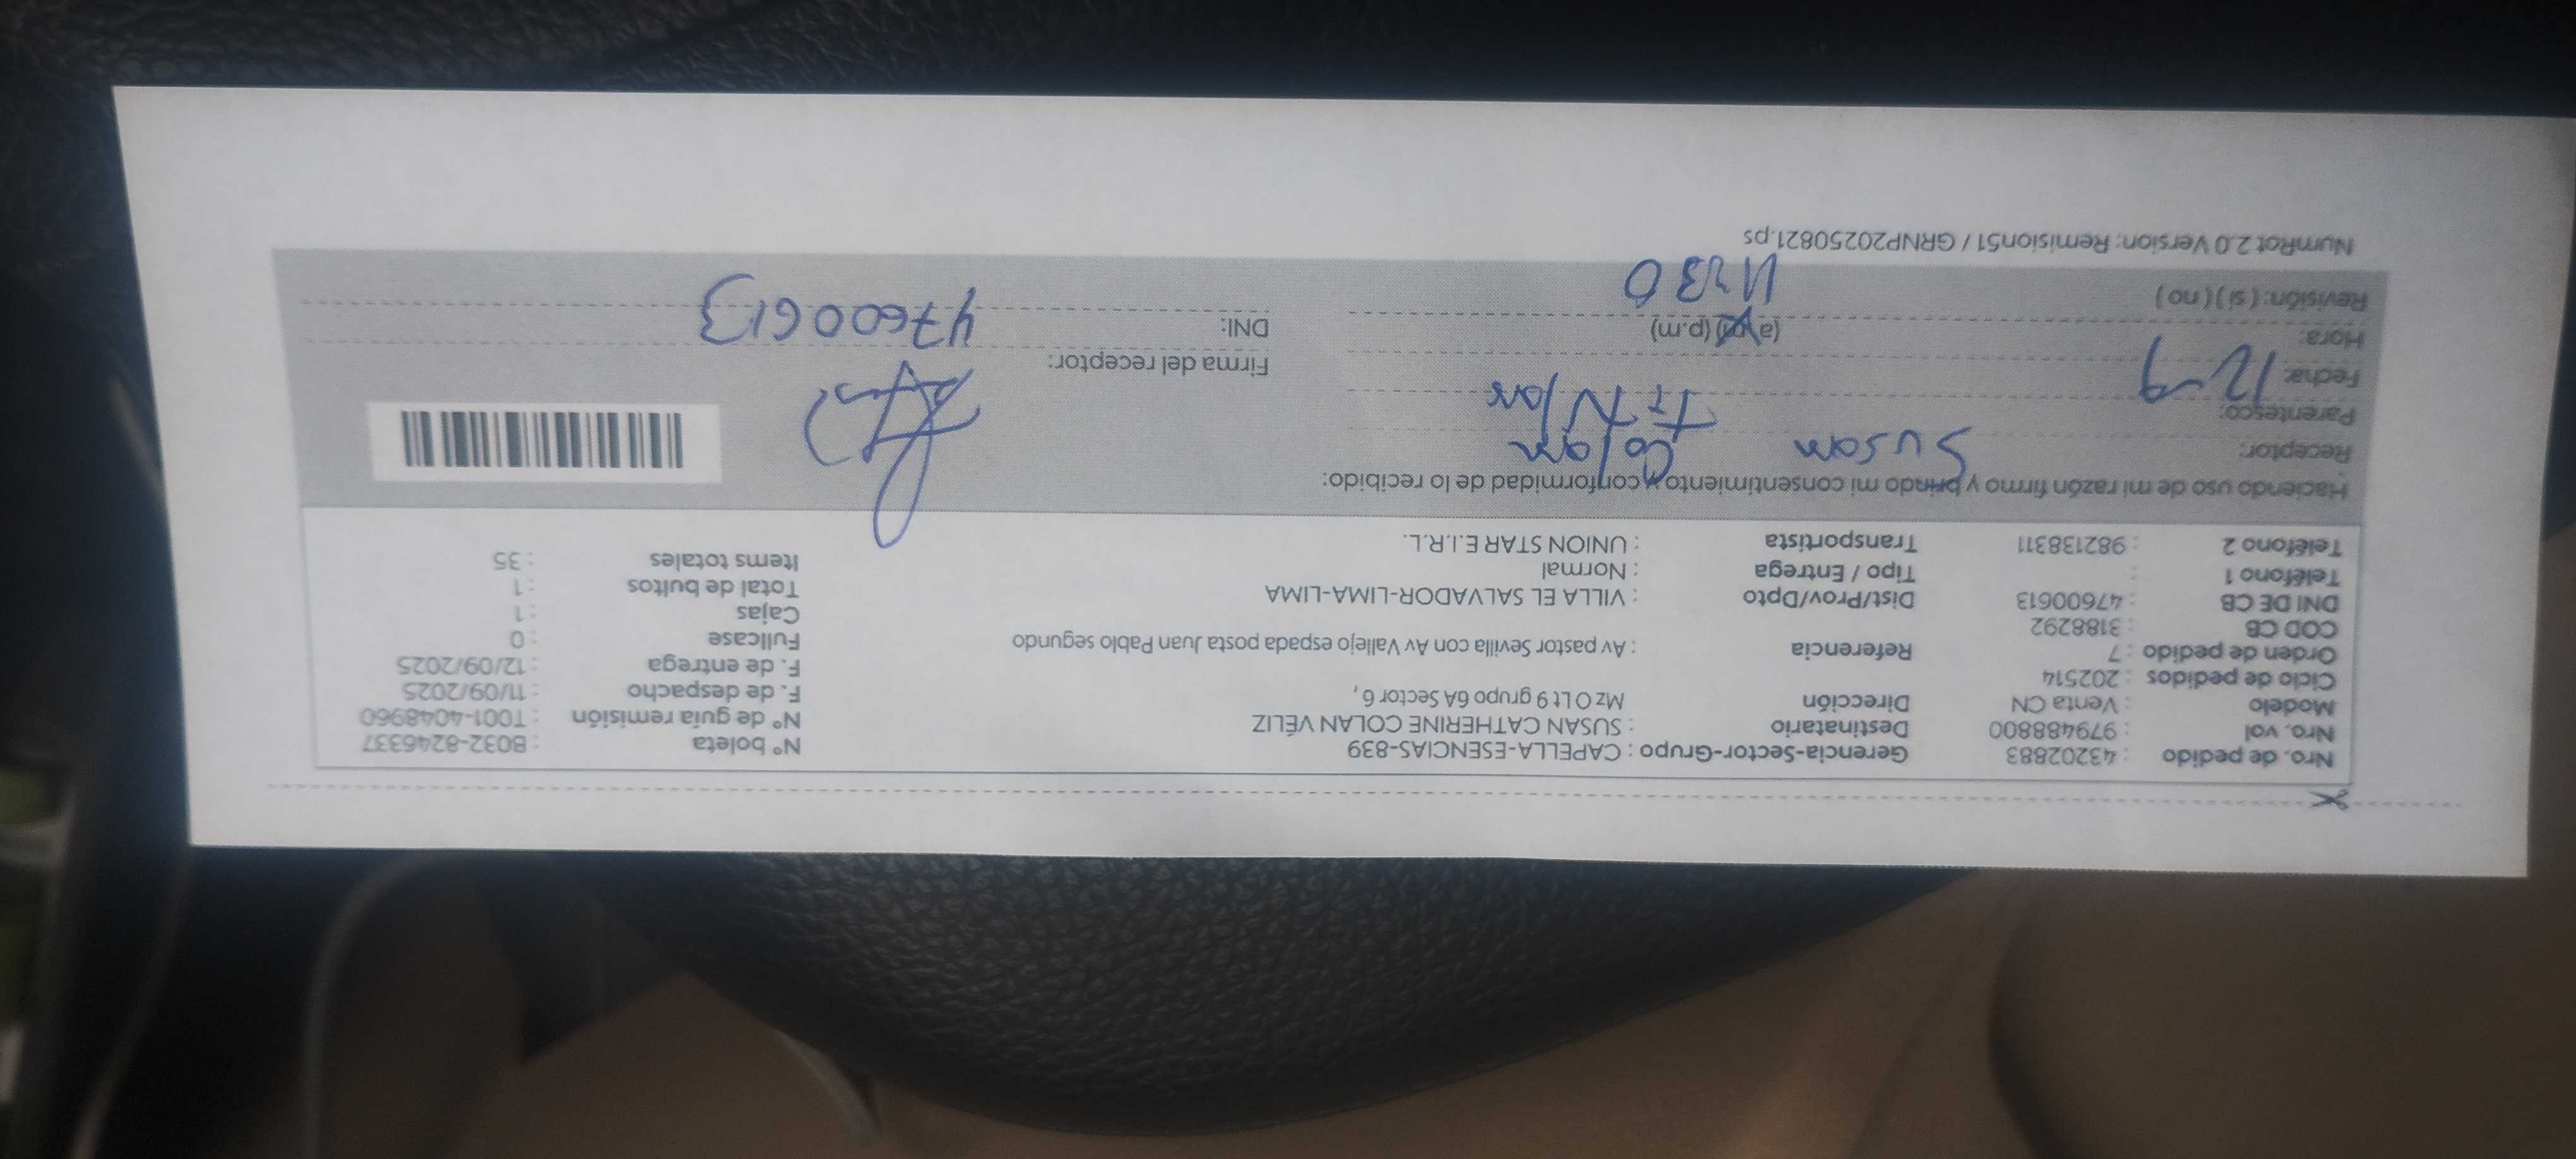 Nro. de pedido : 43202883 Gerencia-Sector-Grupo : CAPELLA-ESENCIAS-839 N° boleta : B032-8246337
Nro. vol : 979488800 Destinatario : SUSAN CATHERINE COLAN VÉLIZ N° de guía remisión : T001-4048960
Modelo : Venta CN Dirección Mz O Lt 9 grupo 6A Sector 6, F. de despacho : 11/09/2025
Ciclo de pedidos : 202514 F. de entrega : 12/09/2025
Orden de pedido : 7 Referencia : Av pastor Sevilla con Av Vallejo espada posta Juan Pablo segundo Fullcase : 0
COD CB : 3188292 Cajas : 1
DNI DE CB : 47600613 Dist/Prov/Dpto : VILLA EL SALVADOR-LIMA-LIMA Total de bultos : 1
Teléfono 1 : Tipo / Entrega : Normal Items totales : 35
Teléfono 2 : 982138311 Transportista : UNION STAR E.I.R.L.
Haciendo uso de mi razón firmo y brindo mi consentimiento y conformidad de lo recibido:
Receptor: Susam Colam
Parentesco:
Fecha: 12-9 Firma del receptor:
Hora: (a.m) (p.m) DNI: 47600613
Revisión: ( si ) ( no ) 11:30
NumRot 2.0 Version: Remision51 / GRNP20250821.ps